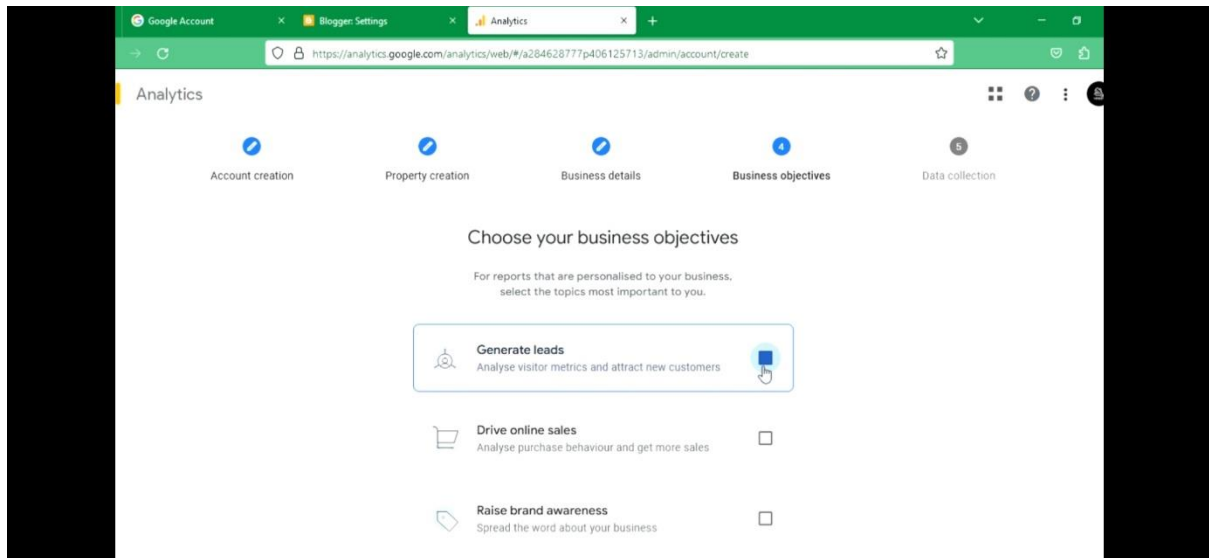 Google Account
Blogger: Settings
Analytics
https://analytics.google.com/analytics/web/#/a284628777p406125713/admin/account/create
Analytics
4
5
Account creation
Property creation
Business details
Business objectives
Data collection
Choose your business objectives
For reports that are personalised to your business,
select the topics most important to you.
Generate leads
Analyse visitor metrics and attract new customers
Drive online sales
Analyse purchase behaviour and get more sales
Raise brand awareness
Spread the word about your business